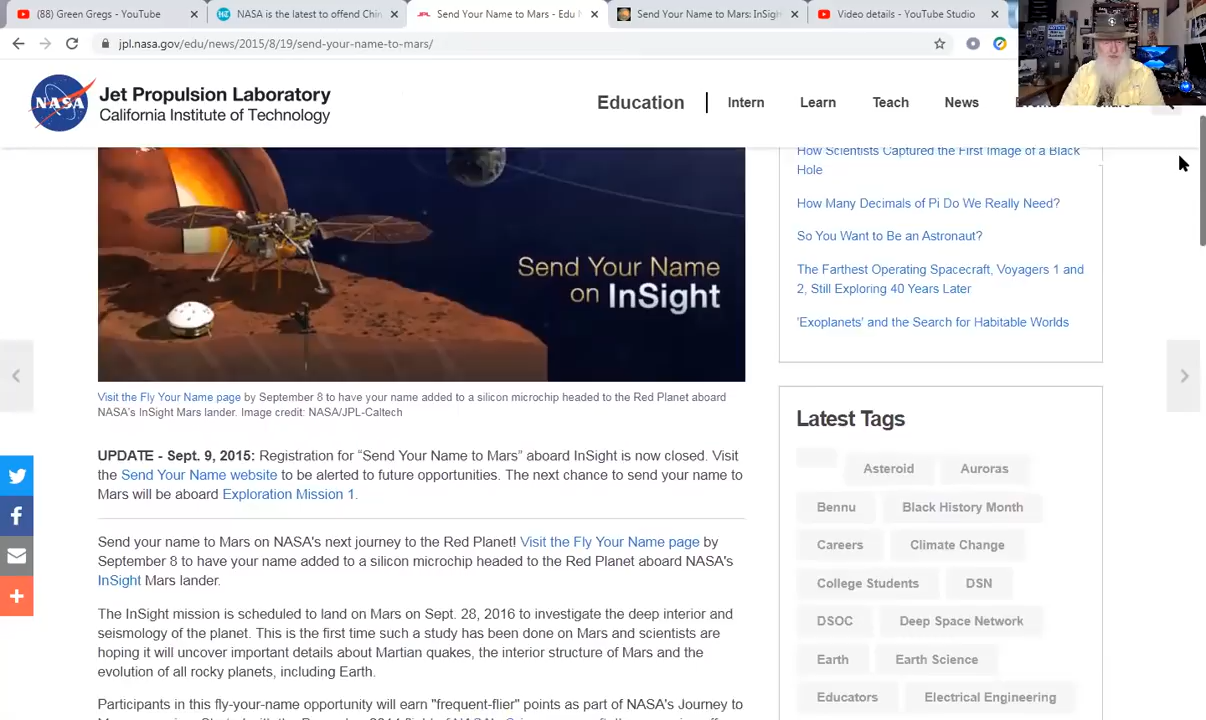 (88) Green Gregs - YouTube
NASA is the latest to offend Chin
Send Your Name to Mars - Edu N
Send Your Name to Mars: InSigh
Video details - YouTube Studio
jpl.nasa.gov/edu/news/2015/8/19/send-your-name-to-mars/
NASA
Jet Propulsion Laboratory
California Institute of Technology
Education
Intern
Learn
Teach
News
Send Your Name
on InSight
Visit the Fly Your Name page by September 8 to have your name added to a silicon microchip headed to the Red Planet aboard
NASA's InSight Mars lander. Image credit: NASA/JPL-Caltech
UPDATE - Sept. 9, 2015: Registration for “Send Your Name to Mars” aboard InSight is now closed. Visit
the Send Your Name website to be alerted to future opportunities. The next chance to send your name to
Mars will be aboard Exploration Mission 1.
Send your name to Mars on NASA's next journey to the Red Planet! Visit the Fly Your Name page by
September 8 to have your name added to a silicon microchip headed to the Red Planet aboard NASA's
InSight Mars lander.
The InSight mission is scheduled to land on Mars on Sept. 28, 2016 to investigate the deep interior and
seismology of the planet. This is the first time such a study has been done on Mars and scientists are
hoping it will uncover important details about Martian quakes, the interior structure of Mars and the
evolution of all rocky planets, including Earth.
Participants in this fly-your-name opportunity will earn "frequent-flier" points as part of NASA's Journey to
How Scientists Captured the First Image of a Black
Hole
How Many Decimals of Pi Do We Really Need?
So You Want to Be an Astronaut?
The Farthest Operating Spacecraft, Voyagers 1 and
2, Still Exploring 40 Years Later
'Exoplanets' and the Search for Habitable Worlds
Latest Tags
Asteroid
Auroras
Bennu
Black History Month
Careers
Climate Change
College Students
DSN
DSOC
Deep Space Network
Earth
Earth Science
Educators
Electrical Engineering